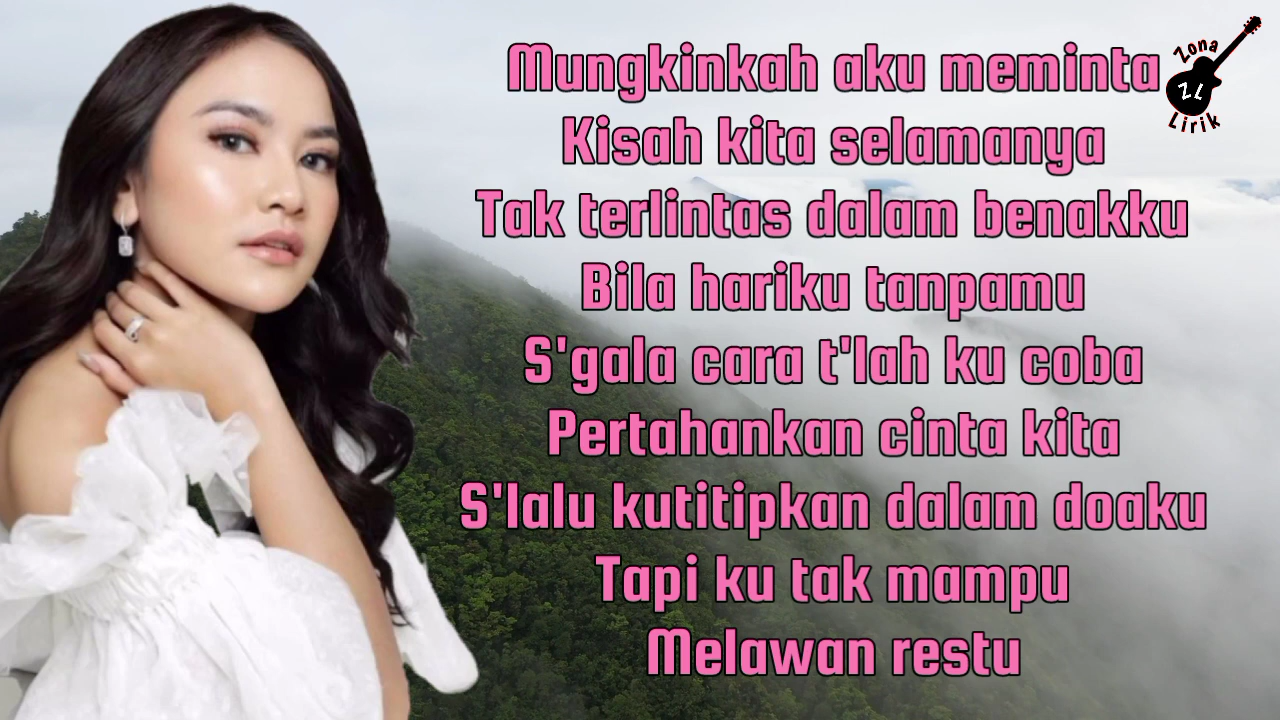 Mungkinkah aku meminta
Kisah kita selamanya
Tak terlintas dalam benakku
Bila hariku tanpamu
S'gala cara t'lah ku coba
Pertahankan cinta kita
S'lalu kutitipkan dalam doaku
Tapi ku tak mampu
Melawan restu
Zona
ZL
Lirik